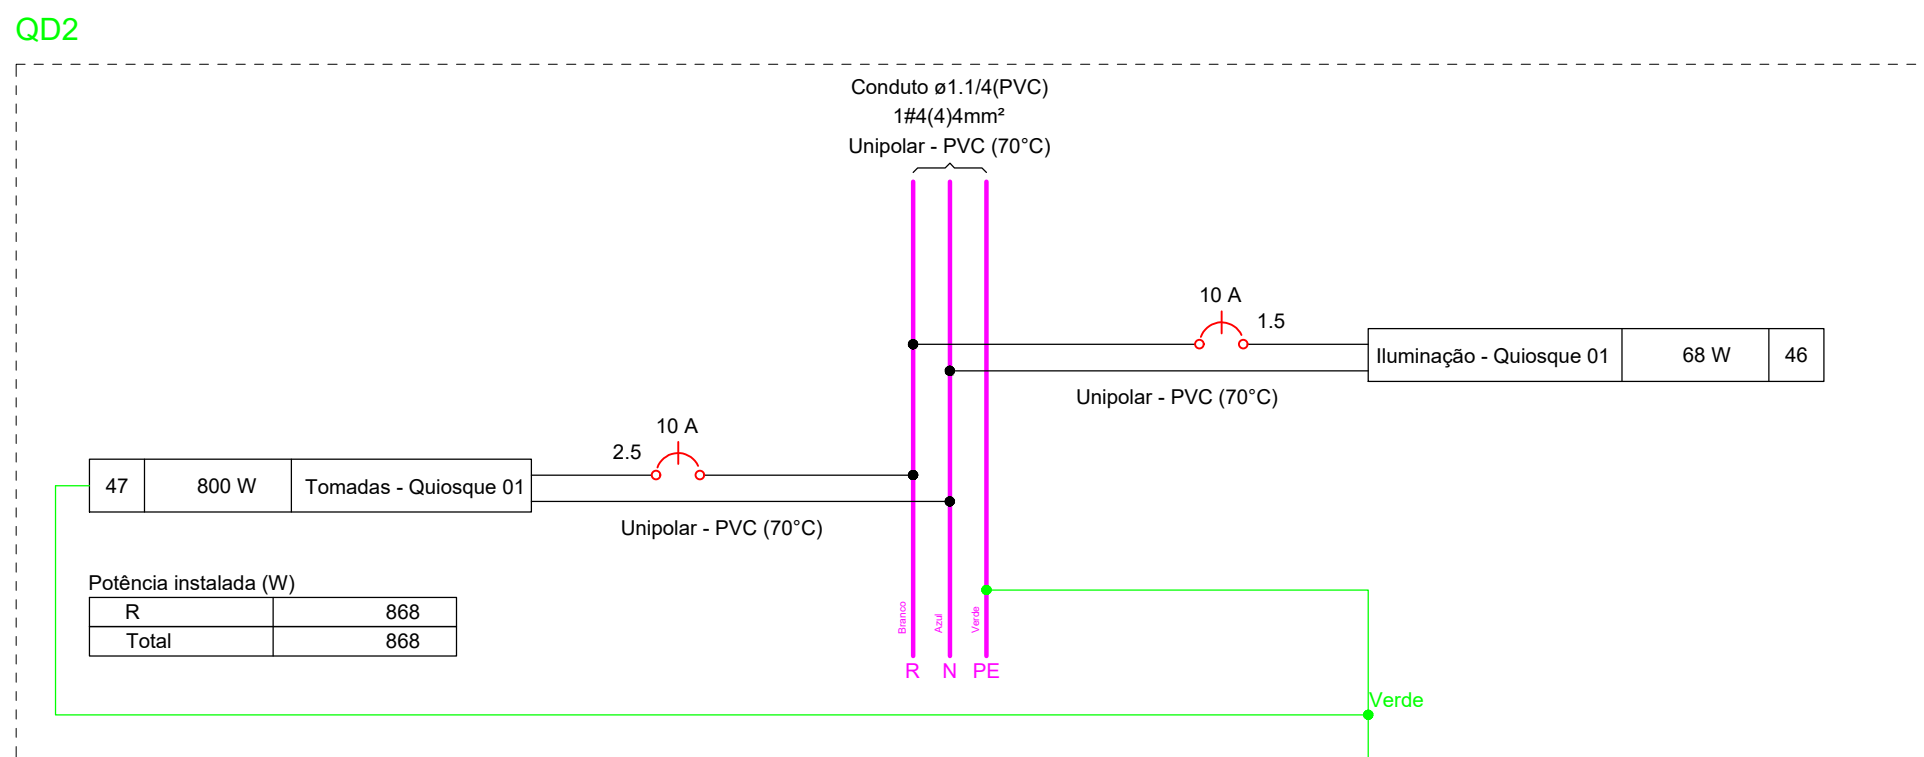 QD2
Conduto ø1.1/4(PVC)
1#4(4)4mm²
Unipolar - PVC (70°C)
10 A
1.5
Iluminação - Quiosque 01 68 W 46
Unipolar - PVC (70°C)
10 A
2.5
47 800 W Tomadas - Quiosque 01
Unipolar - PVC (70°C)
Potência instalada (W)
R 868
Total 868
Branco
Azul
Verde
R N PE
Verde